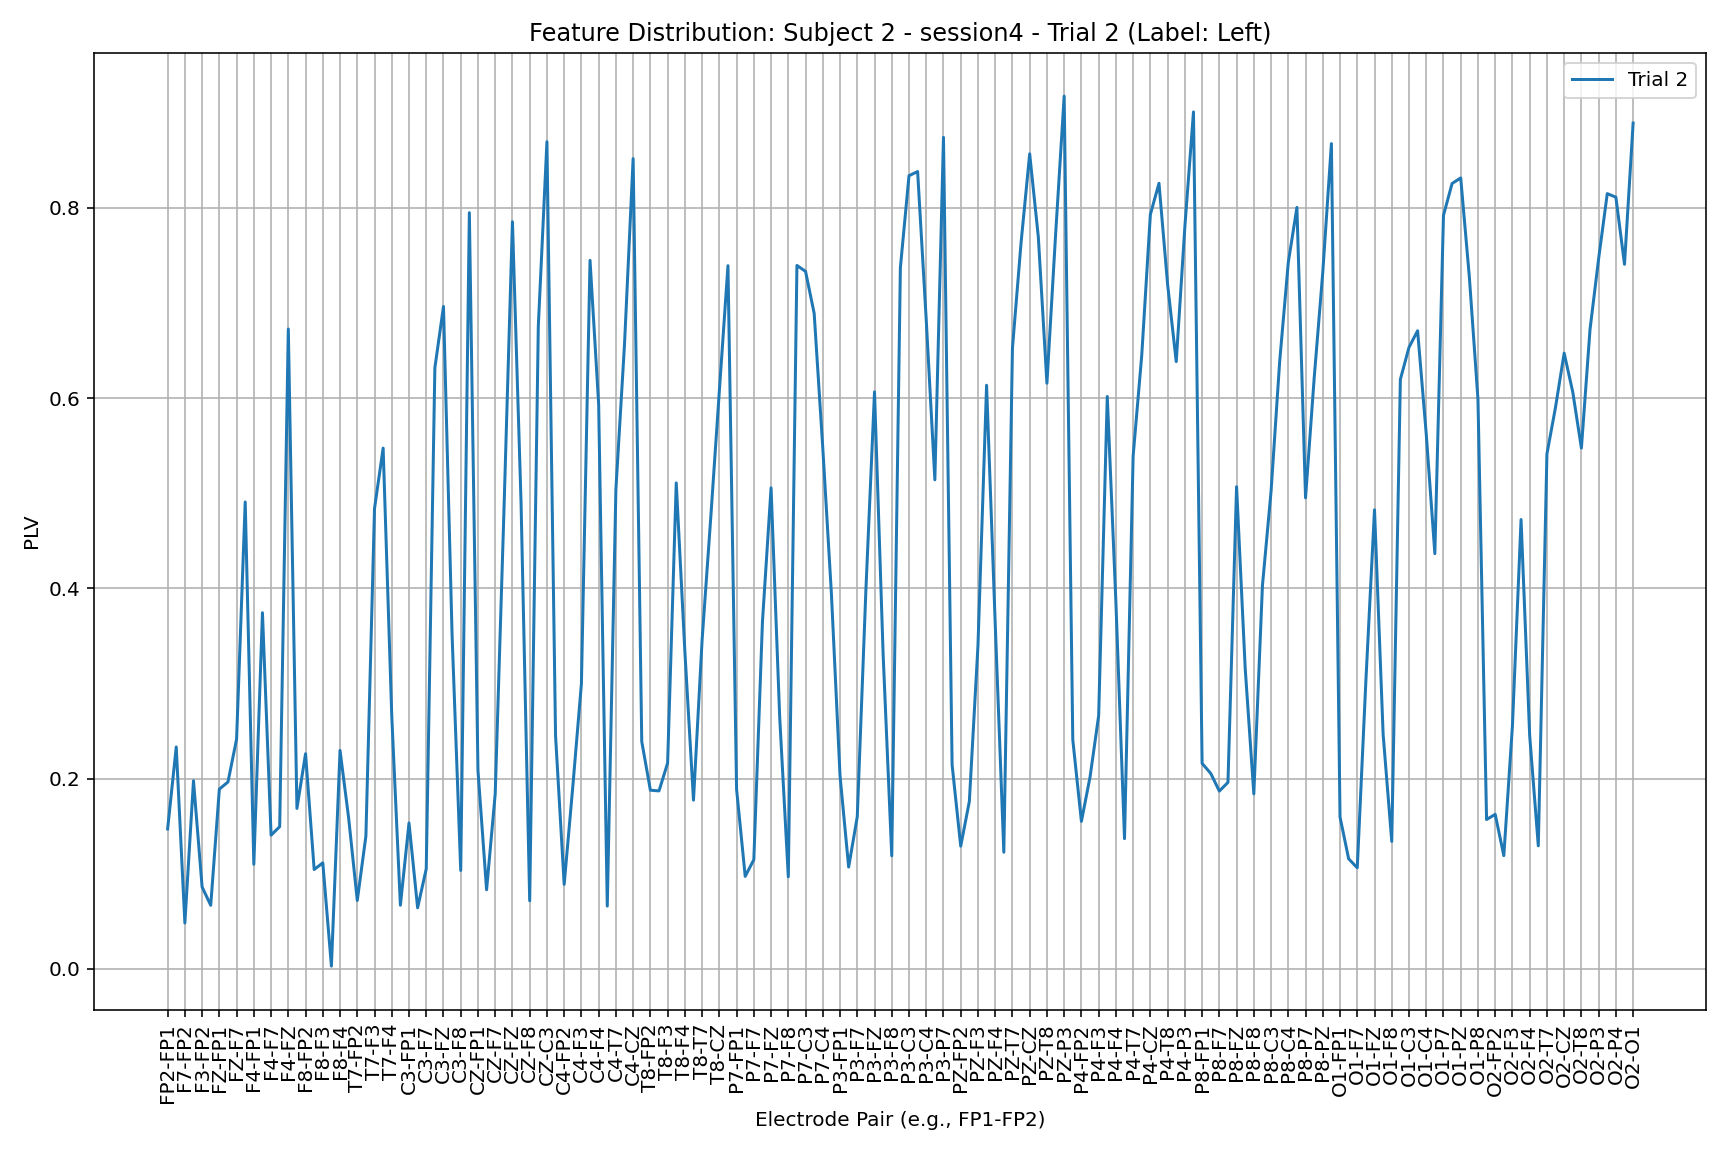 Feature Distribution: Subject 2 - session4 - Trial 2 (Label: Left)
Trial 2
PLV
0.8
0.6
0.4
0.2
0.0
FP2-FP1
F7-FP2
F3-FP2
FZ-FP1
FZ-F7
F4-FP1
F4-F7
F4-FZ
F8-FP2
F8-F3
F8-F4
T7-FP2
T7-F3
T7-F4
C3-FP1
C3-F7
C3-FZ
C3-F8
CZ-FP1
CZ-F7
CZ-FZ
CZ-F8
CZ-C3
C4-FP2
C4-F3
C4-F4
C4-T7
C4-CZ
T8-FP2
T8-F3
T8-F4
T8-T7
T8-CZ
P7-FP1
P7-F7
P7-FZ
P7-F8
P7-C3
P7-C4
P3-FP1
P3-F7
P3-FZ
P3-F8
P3-C3
P3-C4
P3-P7
PZ-FP2
PZ-F3
PZ-F4
PZ-T7
PZ-CZ
PZ-T8
PZ-P3
P4-FP2
P4-F3
P4-F4
P4-T7
P4-CZ
P4-T8
P4-P3
P8-FP1
P8-F7
P8-FZ
P8-F8
P8-C3
P8-C4
P8-P7
P8-PZ
O1-FP1
O1-F7
O1-FZ
O1-F8
O1-C3
O1-C4
O1-P7
O1-PZ
O1-P8
O2-FP2
O2-F3
O2-F4
O2-T7
O2-CZ
O2-T8
O2-P3
O2-P4
O2-O1
Electrode Pair (e.g., FP1-FP2)